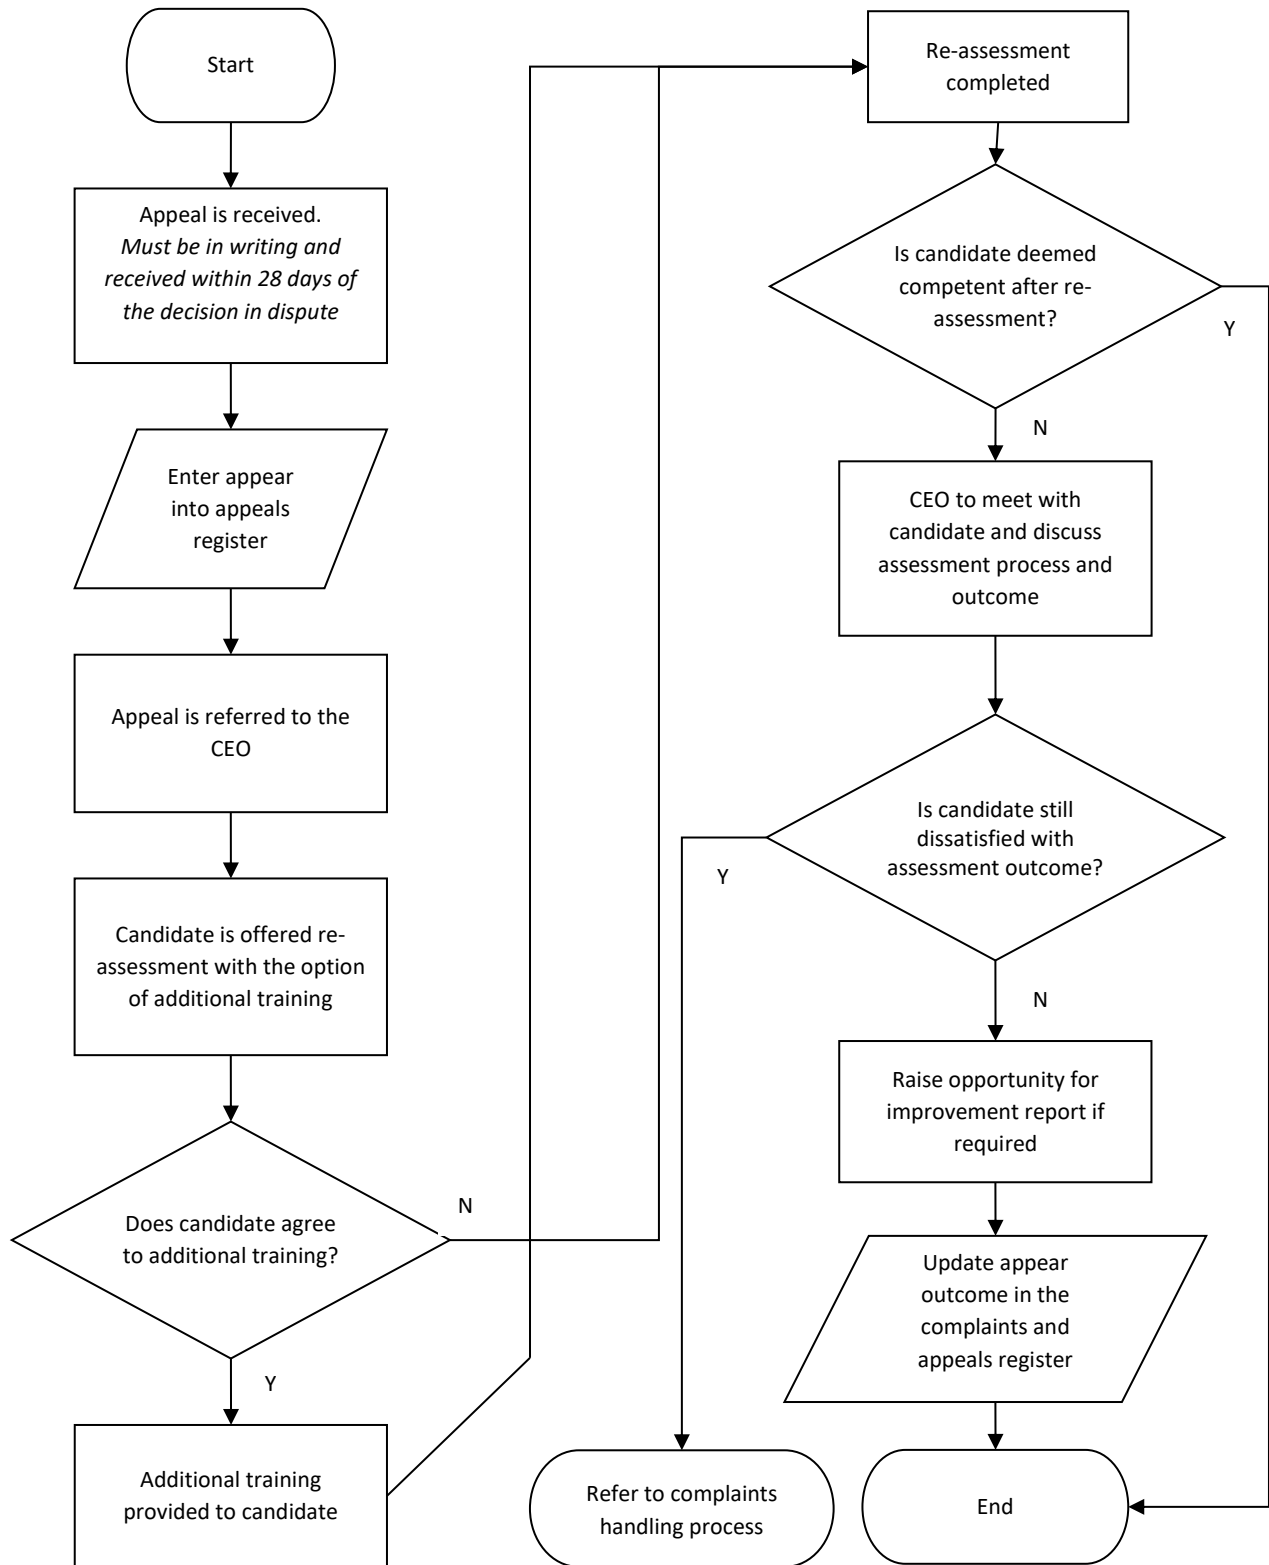 Start
Appeal is received.
Must be in writing and
received within 28 days of
the decision in dispute
Enter appear
into appeals
register
Appeal is referred to the
CEO
Candidate is offered re-
assessment with the option
of additional training
Does candidate agree
to additional training?
N
Y
Additional training
provided to candidate
Re-assessment
completed
Is candidate deemed
competent after re-
assessment?
Y
N
CEO to meet with
candidate and discuss
assessment process and
outcome
Is candidate still
dissatisfied with
assessment outcome?
Y
N
Raise opportunity for
improvement report if
required
Update appear
outcome in the
complaints and
appeals register
Refer to complaints
handling process
End